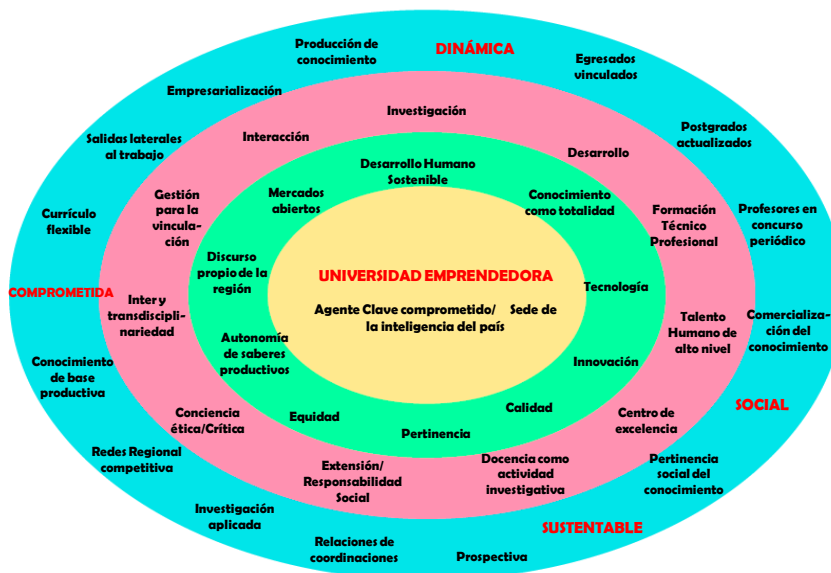 Producción de
conocimiento
DINÁMICA
Egresados
vinculados
Empresarialización
Investigación
Salidas laterales
al trabajo
Interacción
Postgrados
actualizados
Desarrollo
Desarrollo Humano
Sostenible
Mercados
abiertos
Conocimiento
como totalidad
Gestión
para la
vincula-
ción
Currículo
flexible
Formación
Técnico
Profesional
Profesores en
concurso
periódico
Discurso
propio de la
región
UNIVERSIDAD EMPRENDEDORA
Agente Clave comprometido/ Sede de
la inteligencia del país
Tecnología
COMPROMETIDA
Inter y
transdiscipli-
nariedad
Talento
Humano de
alto nivel
Comercializa-
ción del
conocimiento
Autonomía
de saberes
productivos
Innovación
Conocimiento
de base
productiva
Calidad
Equidad
Pertinencia
Conciencia
ética/Crítica
Centro de
excelencia
SOCIAL
Redes Regional
competitiva
Extensión/
Responsabilidad
Social
Docencia como
actividad
investigativa
Pertinencia
social del
conocimiento
Investigación
aplicada
SUSTENTABLE
Relaciones de
coordinaciones
Prospectiva